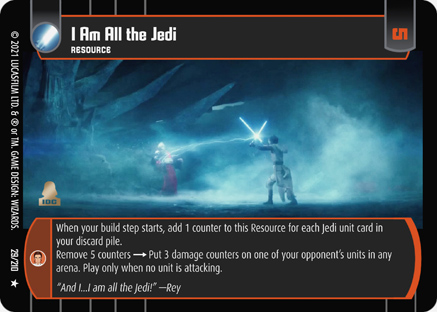 I Am All the Jedi
RESOURCE
5
© 2021 LUCASFILM LTD. & ® or TM. GAME DESIGN: WIZARDS.
29/210
IDC
When your build step starts, add 1 counter to this Resource for each Jedi unit card in
your discard pile.
Remove 5 counters → Put 3 damage counters on one of your opponent's units in any
arena. Play only when no unit is attacking.
"And I...I am all the Jedi!" —Rey